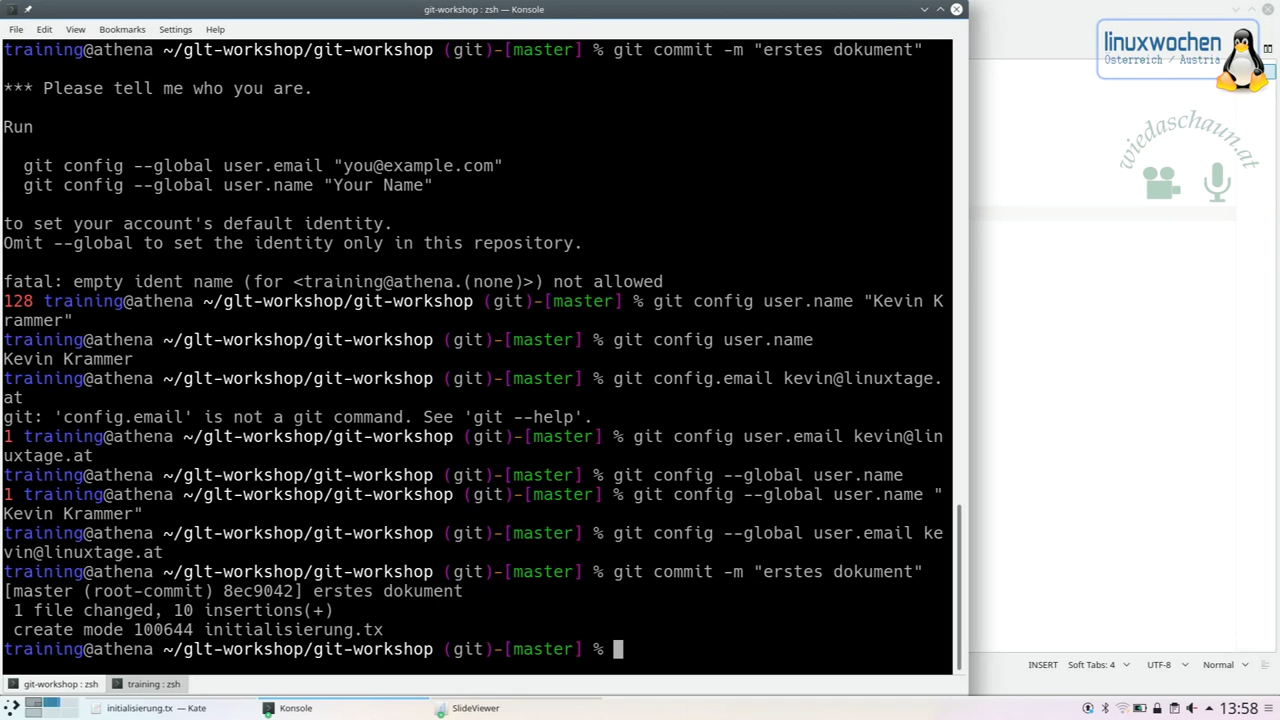 git-workshop : zsh — Konsole
File Edit View Bookmarks Settings Help
training@athena ~/glt-workshop/git-workshop (git)-[master] % git commit -m "erstes dokument"
*** Please tell me who you are.
Run
git config --global user.email "you@example.com"
git config --global user.name "Your Name"
to set your account's default identity.
Omit --global to set the identity only in this repository.
fatal: empty ident name (for <training@athena.(none)>) not allowed
128 training@athena ~/glt-workshop/git-workshop (git)-[master] % git config user.name "Kevin K
rammer"
training@athena ~/glt-workshop/git-workshop (git)-[master] % git config user.name
Kevin Krammer
training@athena ~/glt-workshop/git-workshop (git)-[master] % git config.email kevin@linuxtage.
at
git: 'config.email' is not a git command. See 'git --help'.
1 training@athena ~/glt-workshop/git-workshop (git)-[master] % git config user.email kevin@lin
uxtage.at
training@athena ~/glt-workshop/git-workshop (git)-[master] % git config --global user.name
1 training@athena ~/glt-workshop/git-workshop (git)-[master] % git config --global user.name "
Kevin Krammer"
training@athena ~/glt-workshop/git-workshop (git)-[master] % git config --global user.email ke
vin@linuxtage.at
training@athena ~/glt-workshop/git-workshop (git)-[master] % git commit -m "erstes dokument"
[master (root-commit) 8ec9042] erstes dokument
1 file changed, 10 insertions(+)
create mode 100644 initialisierung.tx
training@athena ~/glt-workshop/git-workshop (git)-[master] %
git-workshop : zsh training : zsh
linuxwochen
Österreich / Austria
wiedaschaun.at
INSERT Soft Tabs: 4 UTF-8 Normal
initialisierung.tx — Kate Konsole SlideViewer 13:58